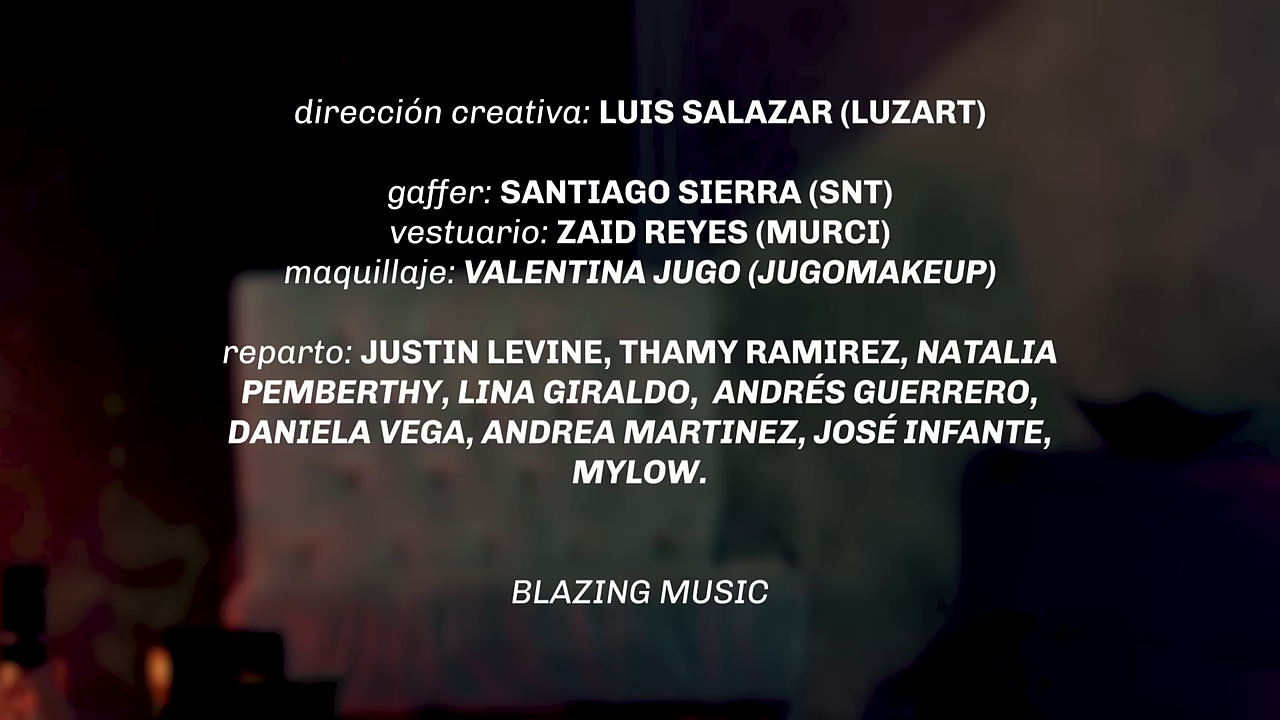 dirección creativa: LUIS SALAZAR (LUZART)
gaffer: SANTIAGO SIERRA (SNT)
vestuario: ZAID REYES (MURCI)
maquillaje: VALENTINA JUGO (JUGOMAKEUP)
reparto: JUSTIN LEVINE, THAMY RAMIREZ, NATALIA
PEMBERTHY, LINA GIRALDO, ANDRÉS GUERRERO,
DANIELA VEGA, ANDREA MARTINEZ, JOSÉ INFANTE,
MYLOW.
BLAZING MUSIC